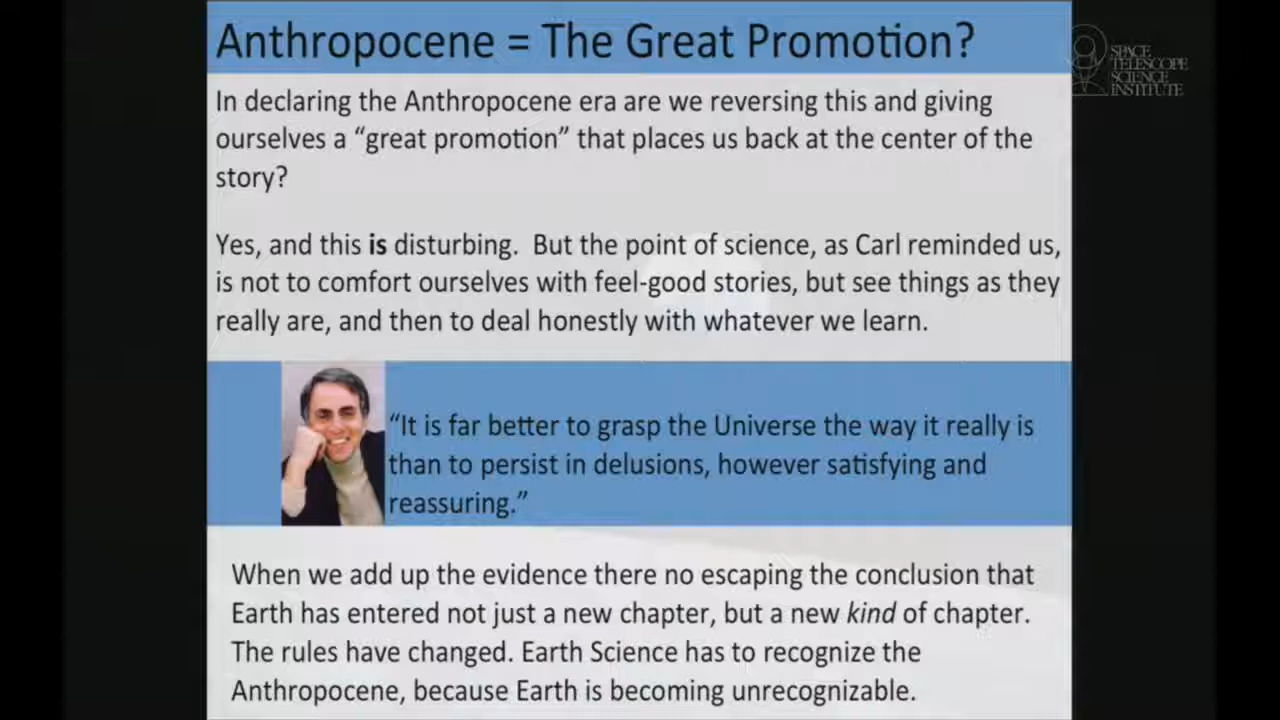 Anthropocene = The Great Promotion?
SPACE
TELESCOPE
SCIENCE
INSTITUTE
In declaring the Anthropocene era are we reversing this and giving
ourselves a “great promotion” that places us back at the center of the
story?
Yes, and this is disturbing.  But the point of science, as Carl reminded us,
is not to comfort ourselves with feel-good stories, but see things as they
really are, and then to deal honestly with whatever we learn.
“It is far better to grasp the Universe the way it really is
than to persist in delusions, however satisfying and
reassuring.”
When we add up the evidence there no escaping the conclusion that
Earth has entered not just a new chapter, but a new kind of chapter.
The rules have changed. Earth Science has to recognize the
Anthropocene, because Earth is becoming unrecognizable.